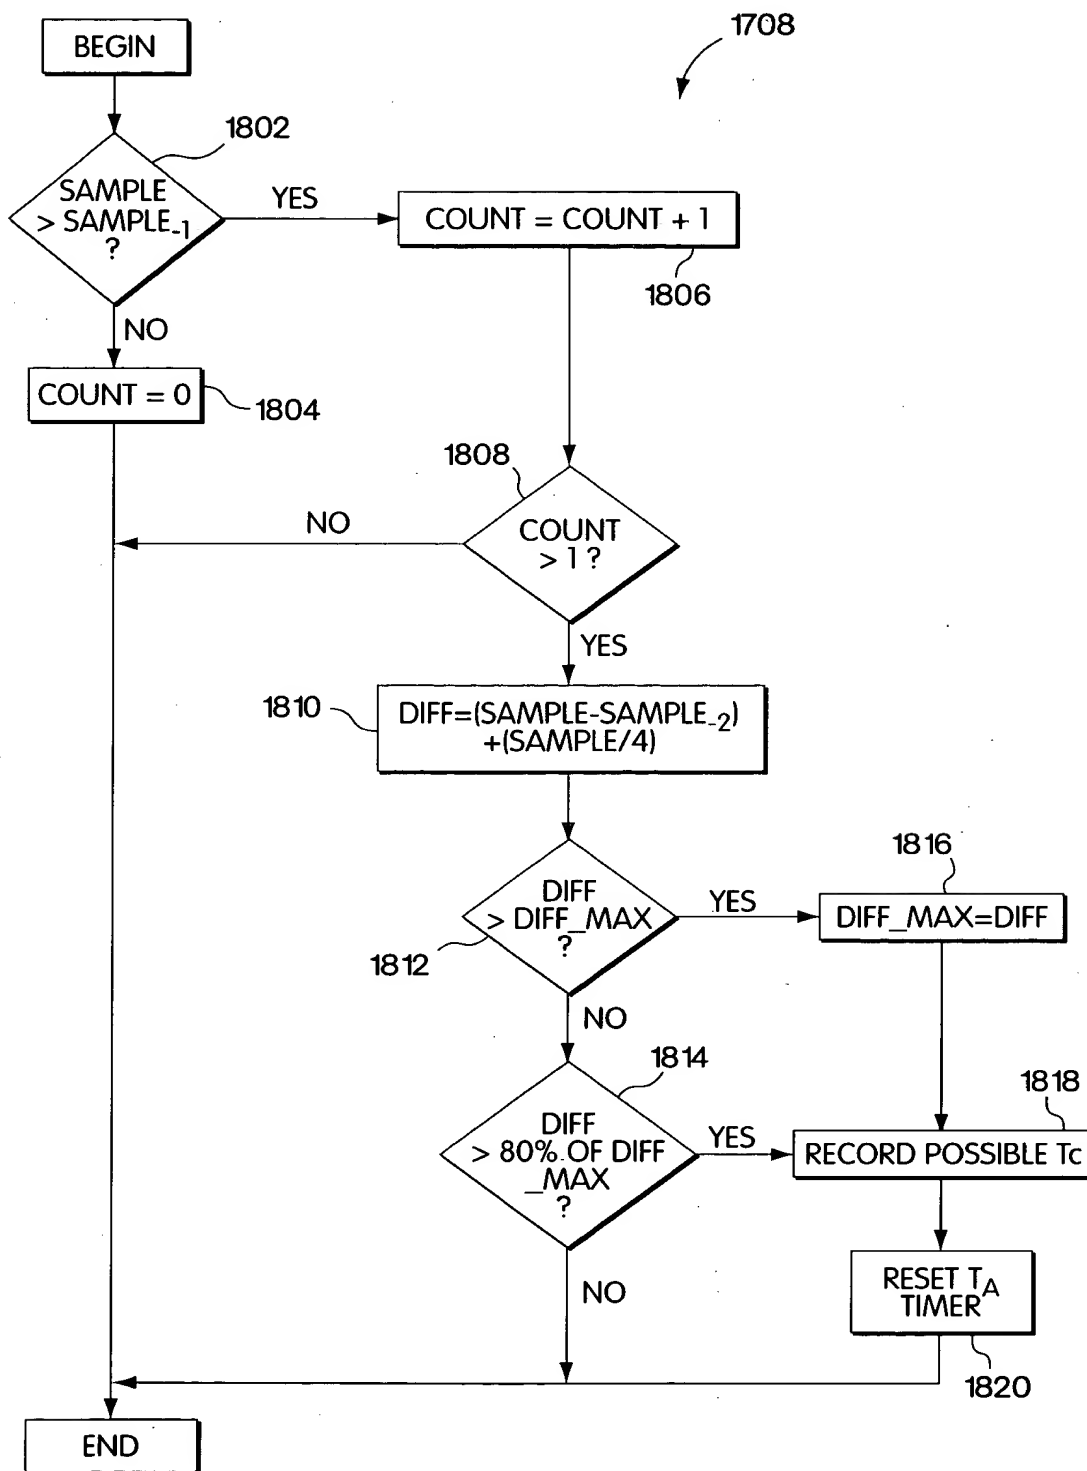 BEGIN
1708
1802
SAMPLE
> SAMPLE-1
?
YES
COUNT = COUNT + 1
1806
NO
COUNT = 0
1804
1808
COUNT
> 1 ?
NO
YES
1810
DIFF=(SAMPLE-SAMPLE-2)
+(SAMPLE/4)
DIFF
> DIFF_MAX
?
1812
YES
1816
DIFF_MAX=DIFF
NO
1814
DIFF
> 80% OF DIFF
_MAX
?
YES
1818
RECORD POSSIBLE Tc
NO
RESET TA
TIMER
1820
END